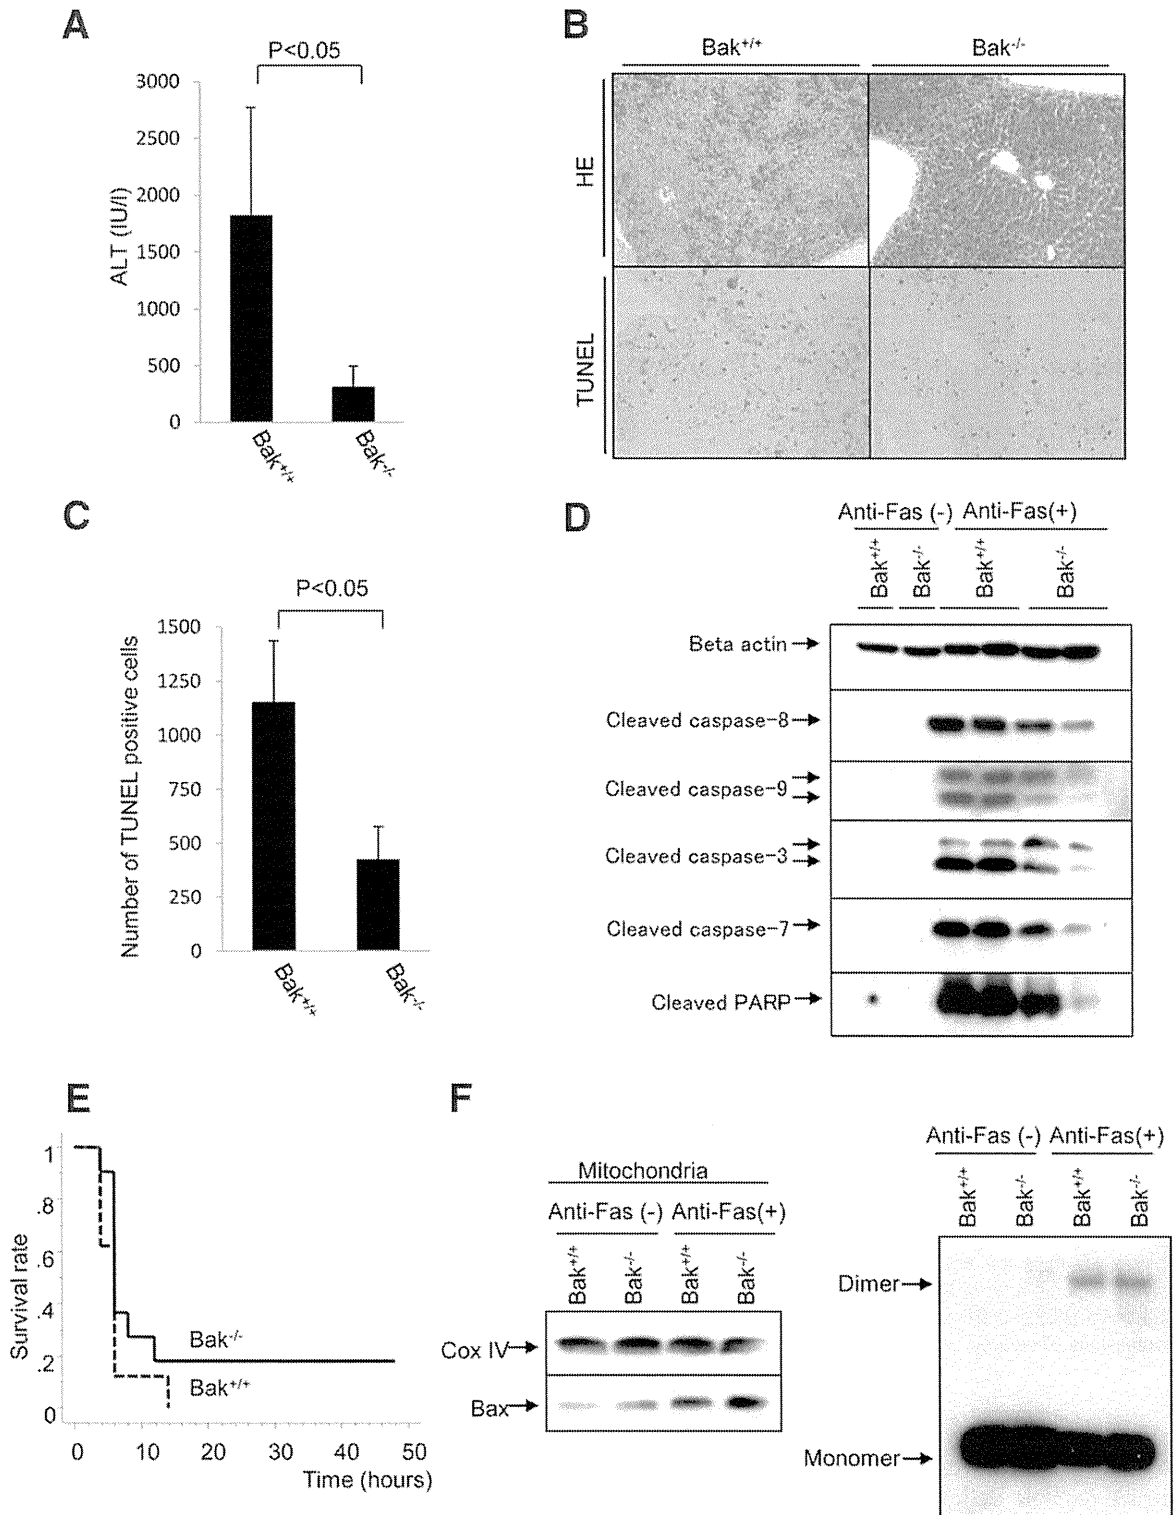 A
P<0.05
3000
2500
2000
1500
1000
500
0
ALT (IU/l)
Bak+/+
Bak-/-
B
Bak+/+
Bak-/-
HE
TUNEL
C
P<0.05
1500
1250
1000
750
500
250
0
Number of TUNEL positive cells
Bak+/+
Bak-/-
D
Anti-Fas (-) Anti-Fas(+)
Bak+/+
Bak-/-
Bak+/+
Bak-/-
Beta actin
Cleaved caspase-8
Cleaved caspase-9
Cleaved caspase-3
Cleaved caspase-7
Cleaved PARP
E
1
.8
.6
.4
.2
0
Survival rate
Bak-/-
Bak+/+
0 10 20 30 40 50
Time (hours)
F
Mitochondria
Anti-Fas (-) Anti-Fas(+)
Bak+/+
Bak-/-
Bak+/+
Bak-/-
Cox IV
Bax
Anti-Fas (-) Anti-Fas(+)
Bak+/+
Bak-/-
Bak+/+
Bak-/-
Dimer
Monomer